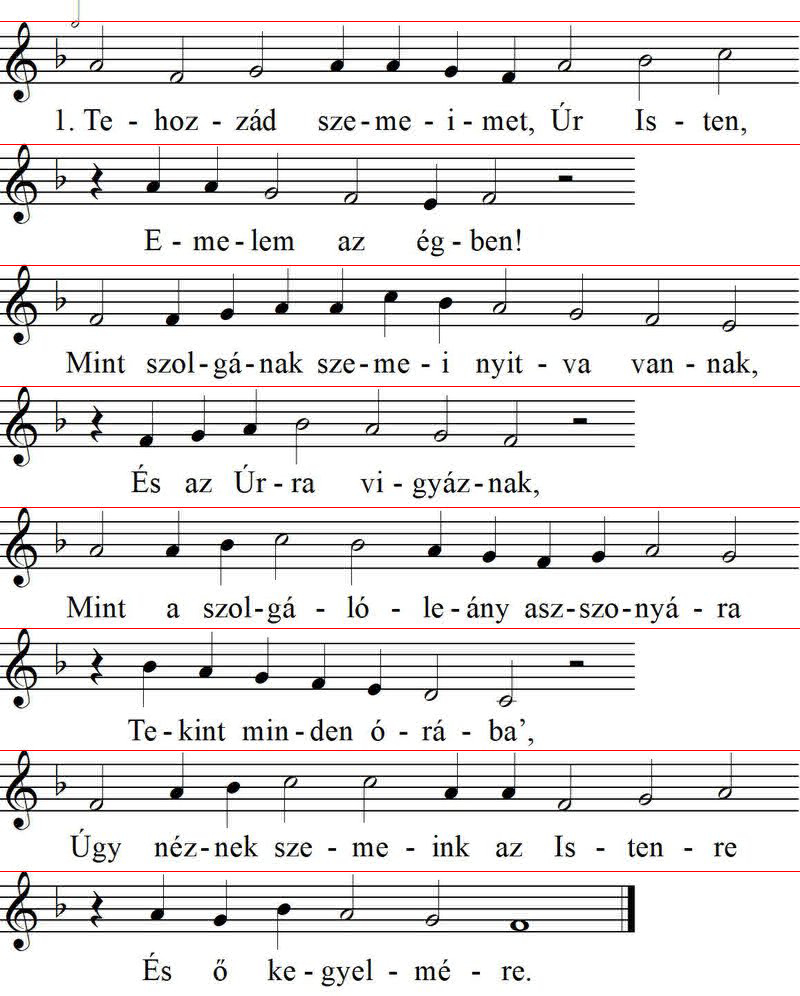 1. Te - hoz - zád sze - me - i - met, Úr Is - ten,
E - me - lem az ég - ben!
Mint szol - gá - nak sze - me - i nyit - va van - nak,
És az Úr - ra vi - gyáz - nak,
Mint a szol - gá - ló - le - ány asz - szo - nyá - ra
Te - kint min - den ó - rá - ba’,
Úgy néz - nek sze - me - ink az Is - ten - re
És ő ke - gyel - mé - re.